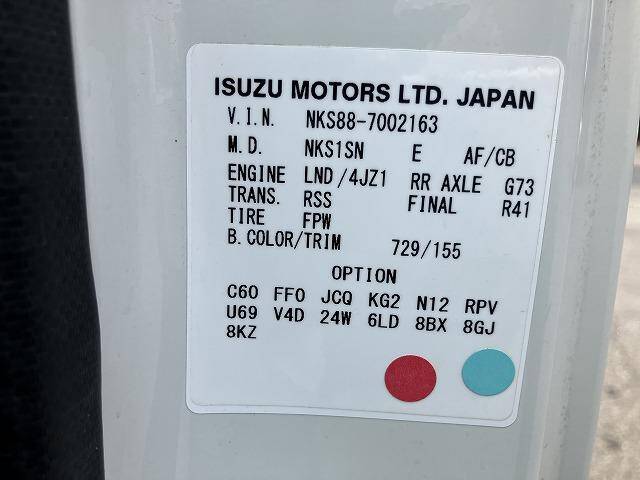 ISUZU MOTORS LTD. JAPAN
V.I.N. NKS88-7002163
M.D. NKS1SN E AF/CB
ENGINE LND/4JZ1 RR AXLE G73
TRANS. RSS FINAL R41
TIRE FPW
B.COLOR/TRIM 729/155
OPTION
C60 FF0 JCQ KG2 N12 RPV
U69 V4D 24W 6LD 8BX 8GJ
8KZ